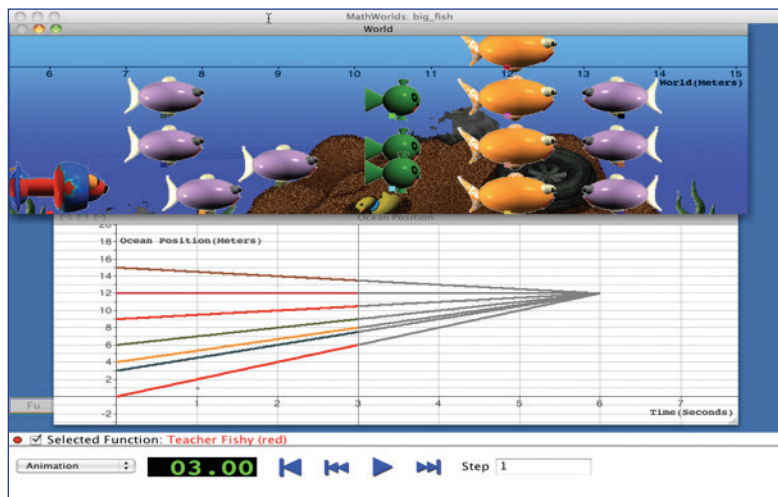 MathWorlds: big_fish
World
6 7 8 9 10 11 12 13 14 15
World(Meters)
Ocean Position
20
Ocean Position(Meters)
18
16
14
12
10
8
6
4
2
-2
1 2 3 4 5 6 7
Time(Seconds)
Fu...
Selected Function: Teacher Fishy (red)
Animation
03.00
Step 1